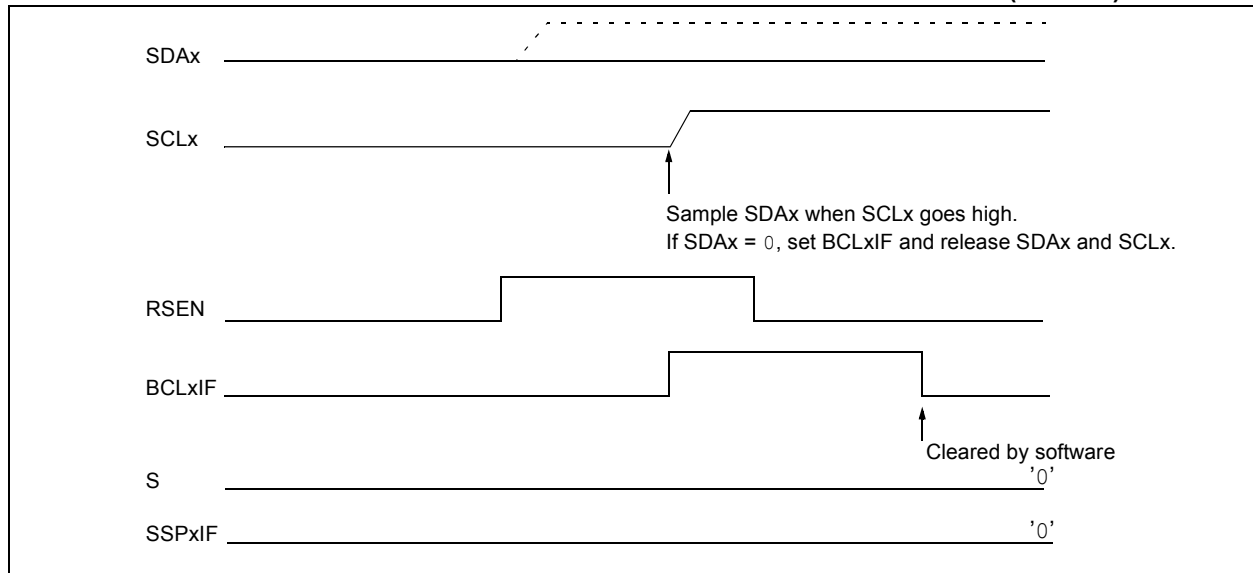 SDAx
SCLx
Sample SDAx when SCLx goes high.
If SDAx = 0, set BCLxIF and release SDAx and SCLx.
RSEN
BCLxIF
Cleared by software
S '0'
SSPxIF '0'